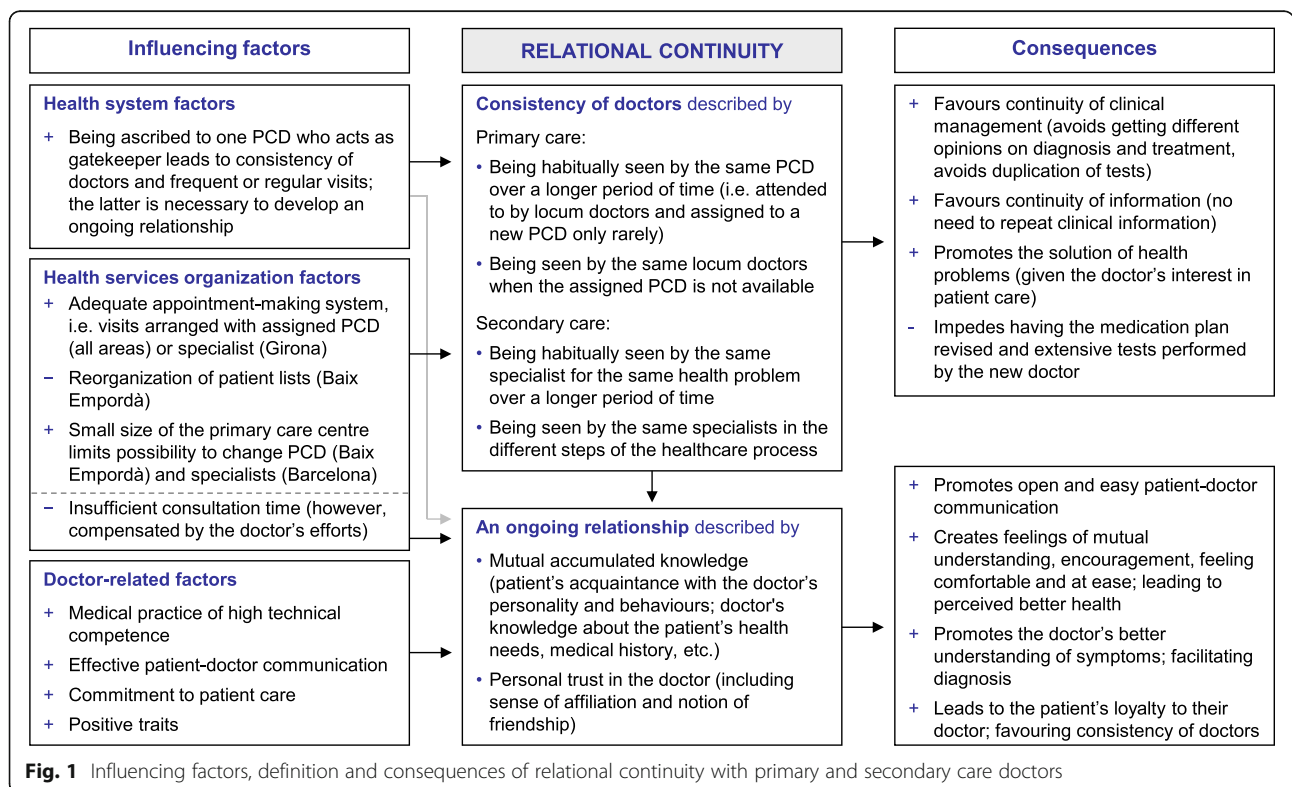 Influencing factors
Health system factors
+ Being ascribed to one PCD who acts as
gatekeeper leads to consistency of
doctors and frequent or regular visits;
the latter is necessary to develop an
ongoing relationship
Health services organization factors
+ Adequate appointment-making system,
i.e. visits arranged with assigned PCD
(all areas) or specialist (Girona)
− Reorganization of patient lists (Baix
Empordà)
+ Small size of the primary care centre
limits possibility to change PCD (Baix
Empordà) and specialists (Barcelona)
− Insufficient consultation time (however,
compensated by the doctor’s efforts)
Doctor-related factors
+ Medical practice of high technical
competence
+ Effective patient-doctor communication
+ Commitment to patient care
+ Positive traits
RELATIONAL CONTINUITY
Consistency of doctors described by
Primary care:
• Being habitually seen by the same PCD
over a longer period of time (i.e. attended
to by locum doctors and assigned to a
new PCD only rarely)
• Being seen by the same locum doctors
when the assigned PCD is not available
Secondary care:
• Being habitually seen by the same
specialist for the same health problem
over a longer period of time
• Being seen by the same specialists in the
different steps of the healthcare process
An ongoing relationship described by
• Mutual accumulated knowledge
(patient’s acquaintance with the doctor’s
personality and behaviours; doctor's
knowledge about the patient’s health
needs, medical history, etc.)
• Personal trust in the doctor (including
sense of affiliation and notion of
friendship)
Consequences
+ Favours continuity of clinical
management (avoids getting different
opinions on diagnosis and treatment,
avoids duplication of tests)
+ Favours continuity of information (no
need to repeat clinical information)
+ Promotes the solution of health
problems (given the doctor’s interest in
patient care)
- Impedes having the medication plan
revised and extensive tests performed
by the new doctor
+ Promotes open and easy patient-doctor
communication
+ Creates feelings of mutual
understanding, encouragement, feeling
comfortable and at ease; leading to
perceived better health
+ Promotes the doctor’s better
understanding of symptoms; facilitating
diagnosis
+ Leads to the patient’s loyalty to their
doctor; favouring consistency of doctors
Fig. 1 Influencing factors, definition and consequences of relational continuity with primary and secondary care doctors